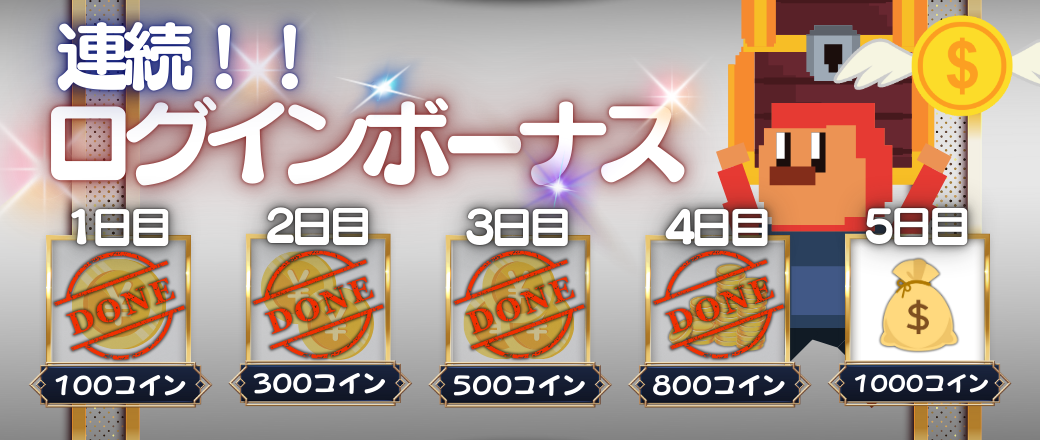 連続！！
ログインボーナス
1日目 2日目 3日目 4日目 5日目
DONE DONE DONE DONE $
100コイン 300コイン 500コイン 800コイン 1000コイン